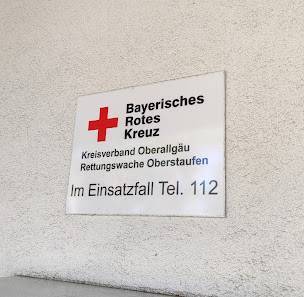 Bayerisches
Rotes
Kreuz
Kreisverband Oberallgäu
Rettungswache Oberstaufen
Im Einsatzfall Tel. 112